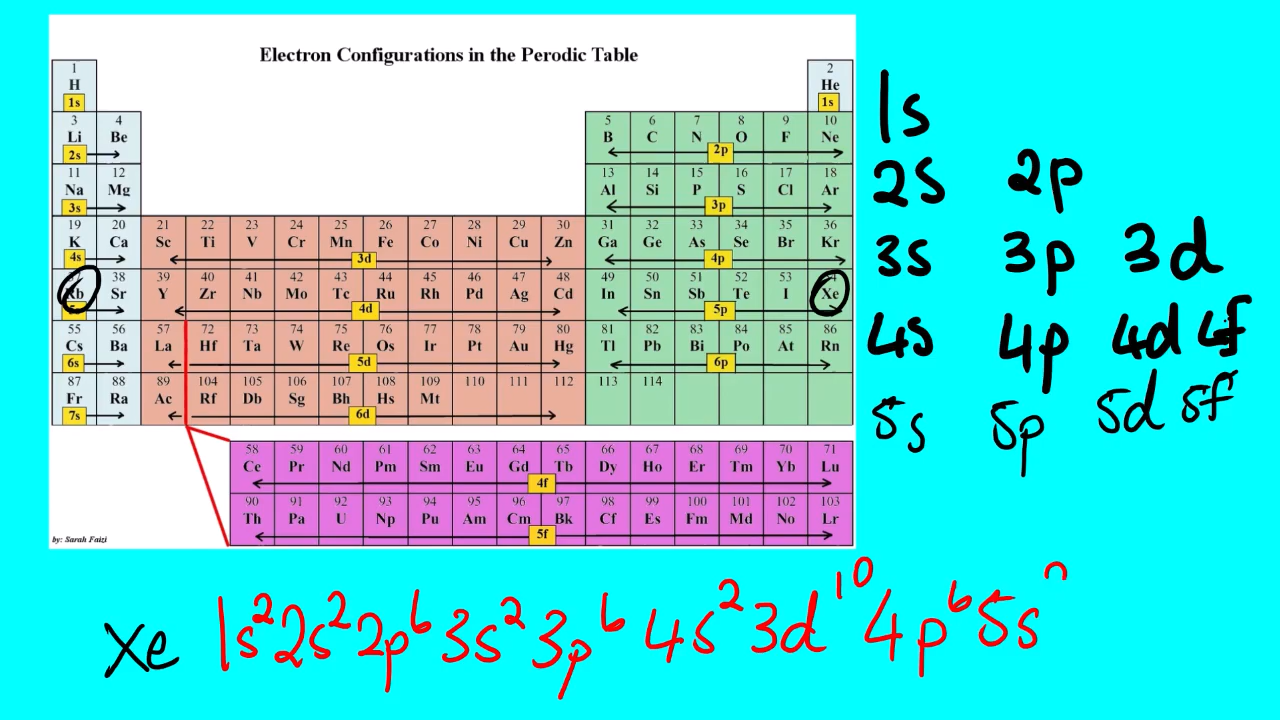 Electron Configurations in the Perodic Table
1 2
H He
1s 1s
3 4 5 6 7 8 9 10
Li Be B C N O F Ne
2s 2p
11 12 13 14 15 16 17 18
Na Mg Al Si P S Cl Ar
3s 3p
19 20 21 22 23 24 25 26 27 28 29 30 31 32 33 34 35 36
K Ca Sc Ti V Cr Mn Fe Co Ni Cu Zn Ga Ge As Se Br Kr
4s 3d 4p
38 39 40 41 42 43 44 45 46 47 48 49 50 51 52 53
Rb Sr Y Zr Nb Mo Tc Ru Rh Pd Ag Cd In Sn Sb Te I Xe
4d 5p
55 56 57 72 73 74 75 76 77 78 79 80 81 82 83 84 85 86
Cs Ba La Hf Ta W Re Os Ir Pt Au Hg Tl Pb Bi Po At Rn
6s 5d 6p
87 88 89 104 105 106 107 108 109 110 111 112 113 114
Fr Ra Ac Rf Db Sg Bh Hs Mt
7s 6d
58 59 60 61 62 63 64 65 66 67 68 69 70 71
Ce Pr Nd Pm Sm Eu Gd Tb Dy Ho Er Tm Yb Lu
4f
90 91 92 93 94 95 96 97 98 99 100 101 102 103
Th Pa U Np Pu Am Cm Bk Cf Es Fm Md No Lr
5f
by: Sarah Faizi
1s
2s 2p
3s 3p 3d
4s 4p 4d 4f
5s 5p 5d 5f
Xe 1s² 2s² 2p⁶ 3s² 3p⁶ 4s² 3d¹⁰ 4p⁶ 5s